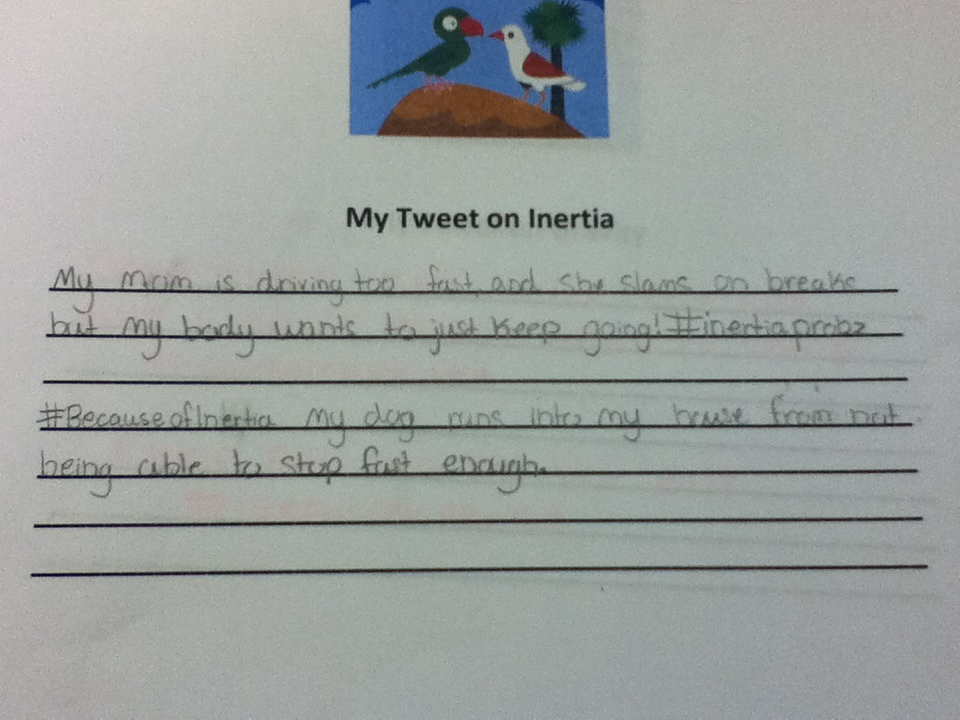 My Tweet on Inertia
My mom is driving too fast, and she slams on breaks
but my body wants to just keep going! #inertiaprobz
#BecauseofInertia my dog runs into my house from not
being able to stop fast enough.